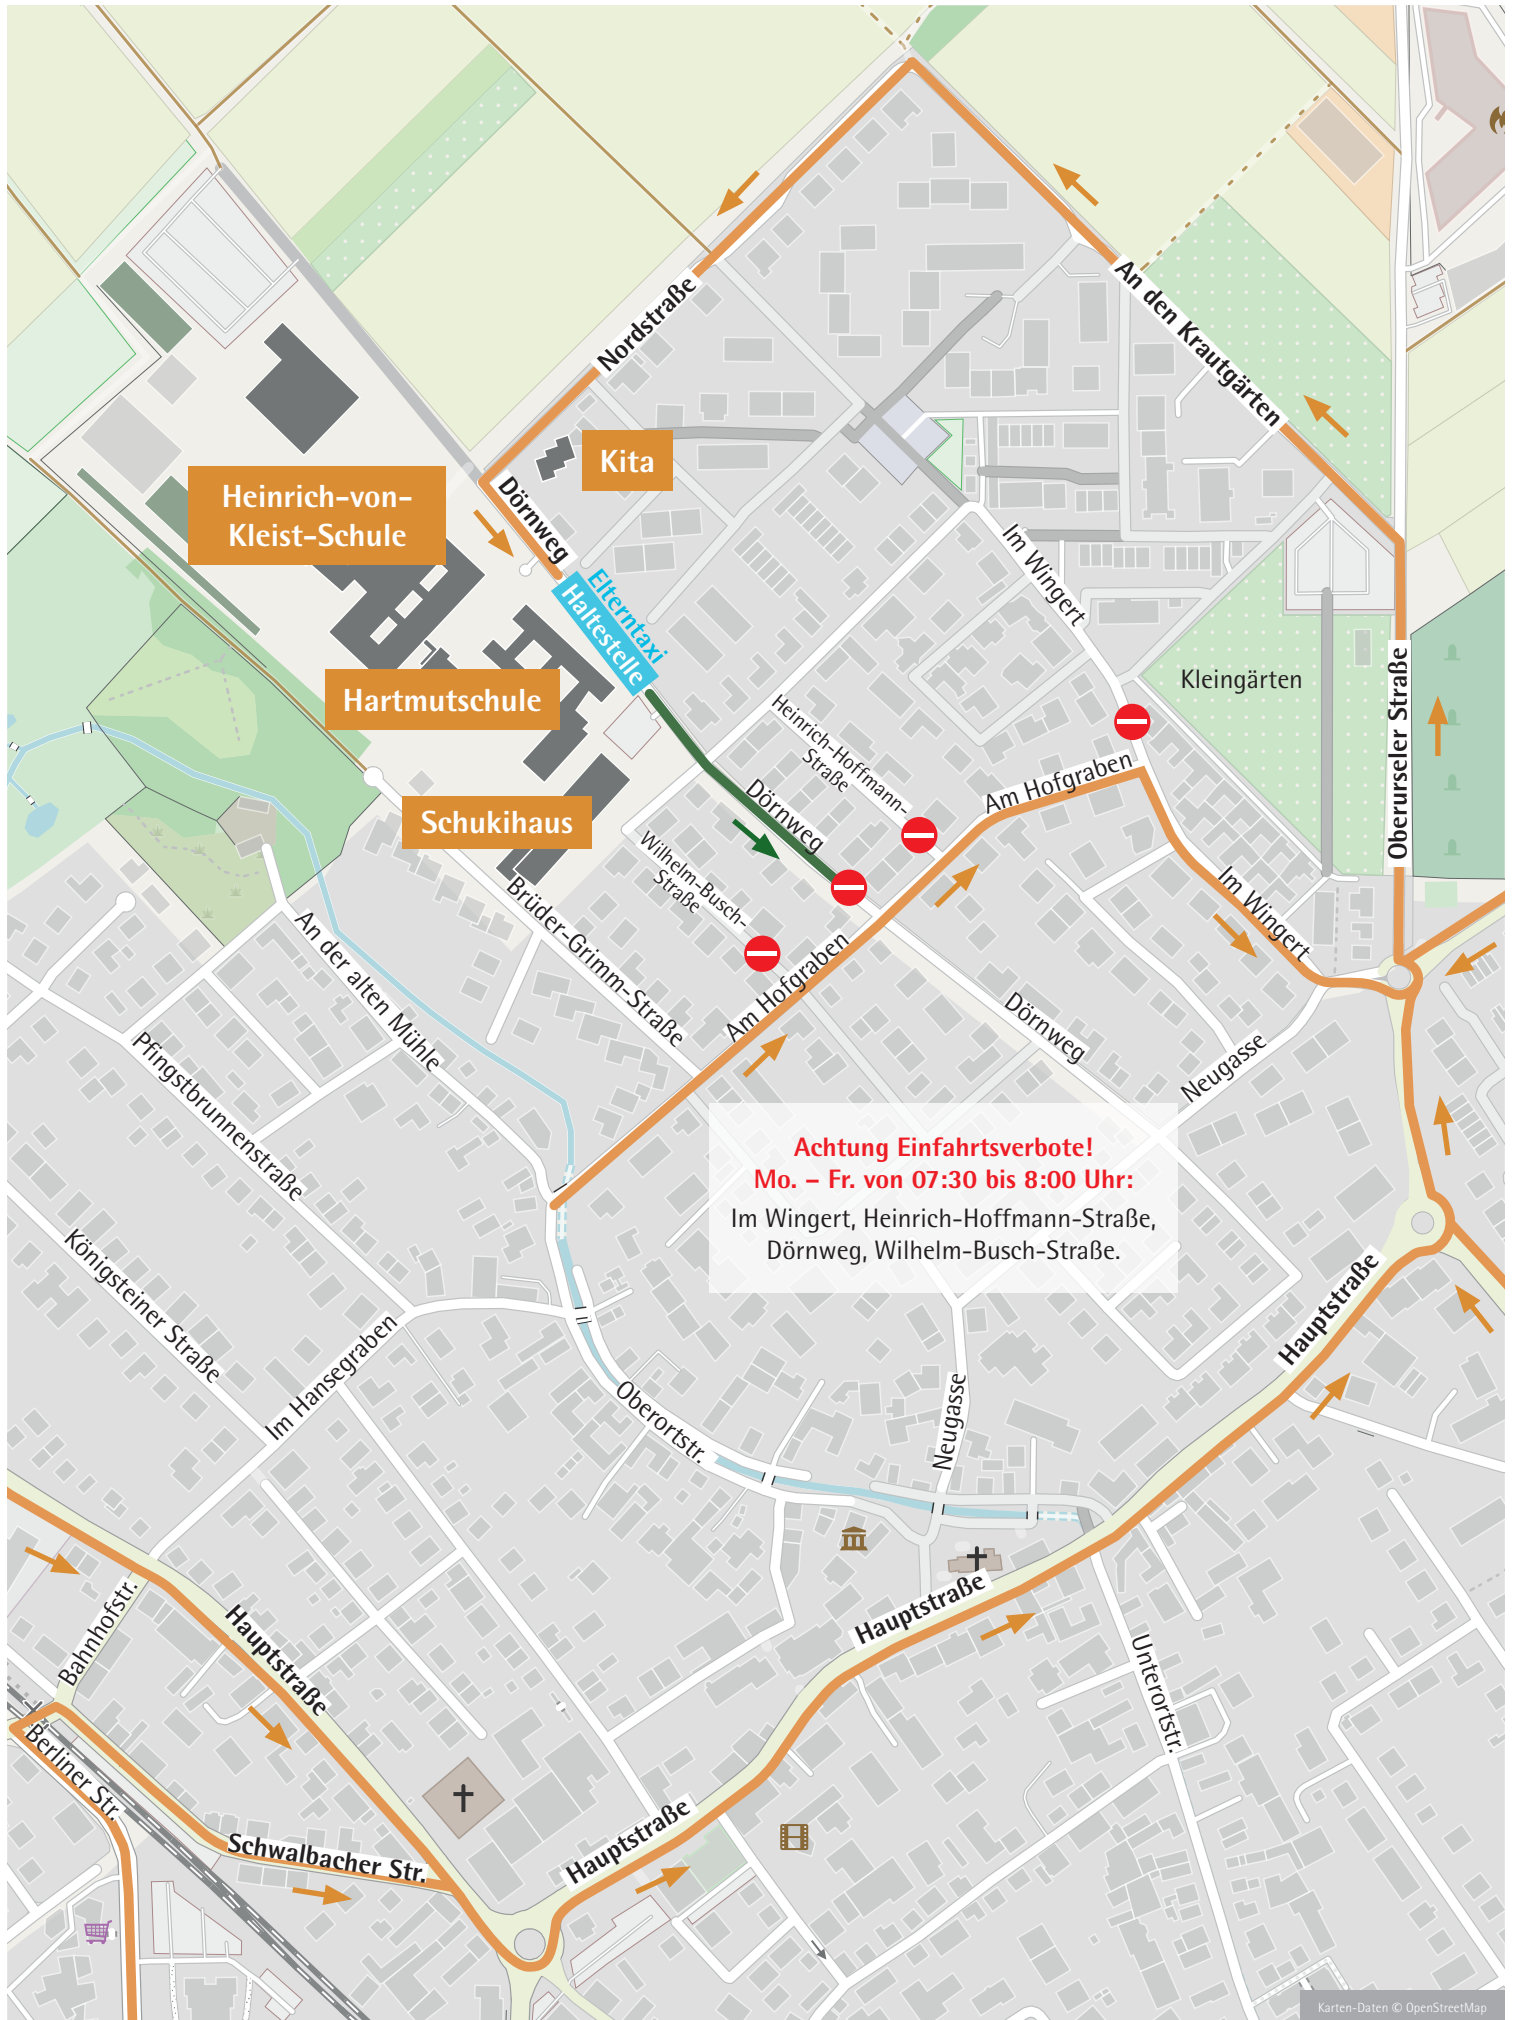 An den Krautgärten
Nordstraße
Kita
Heinrich-von-
Kleist-Schule
Dörnweg
Elterntaxi
Haltestelle
Im Wingert
Kleingärten
Oberurseler Straße
Hartmutschule
Heinrich-Hoffmann-
Straße
Am Hofgraben
Schukihaus
Dörnweg
Wilhelm-Busch-
Straße
Brüder-Grimm-Straße
Im Wingert
An der alten Mühle
Am Hofgraben
Dörnweg
Neugasse
Pfingstbrunnenstraße
Achtung Einfahrtsverbote!
Mo. – Fr. von 07:30 bis 8:00 Uhr:
Im Wingert, Heinrich-Hoffmann-Straße,
Dörnweg, Wilhelm-Busch-Straße.
Königsteiner Straße
Hauptstraße
Im Hansegraben
Oberortstr.
Neugasse
Hauptstraße
Bahnhofstr.
Hauptstraße
Unterortstr.
Berliner Str.
Schwalbacher Str.
Hauptstraße
Karten-Daten © OpenStreetMap